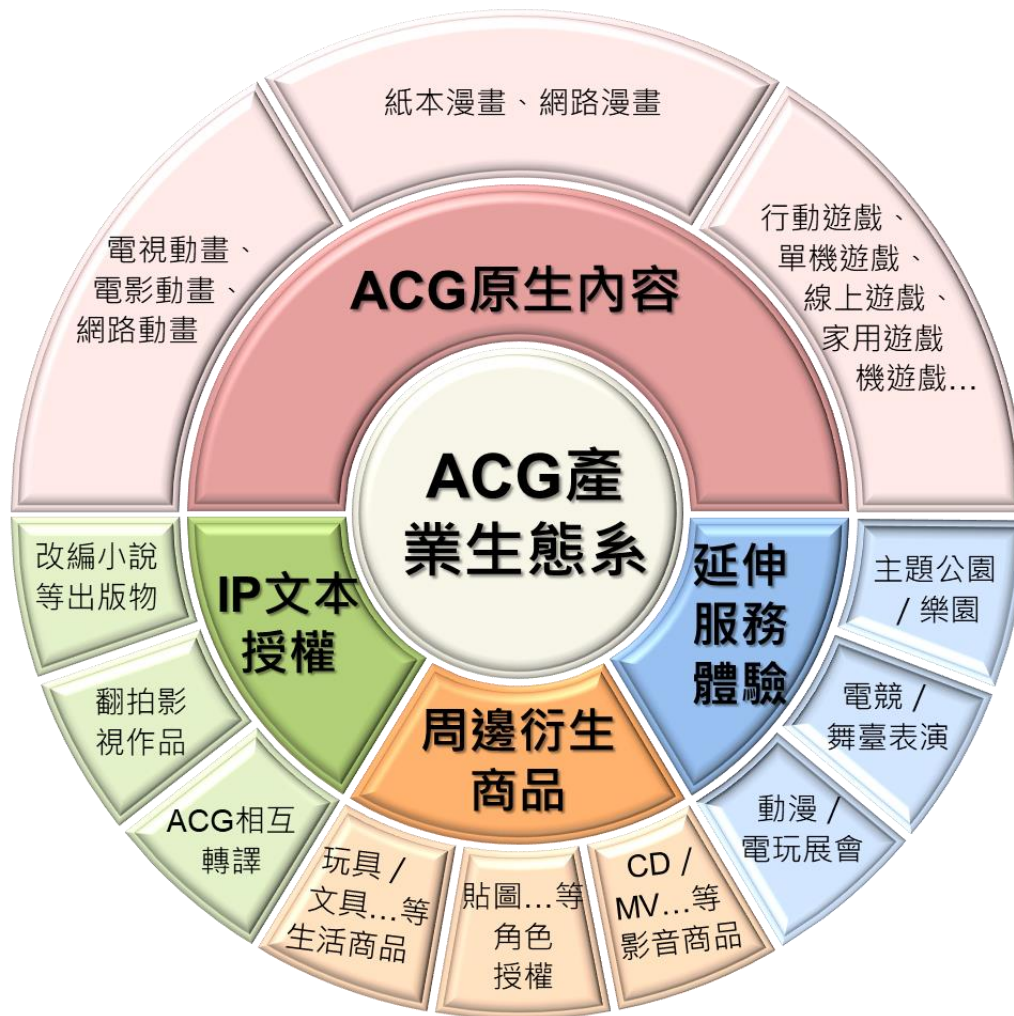 紙本漫畫、網路漫畫
電視動畫、
電影動畫、
網路動畫
行動遊戲、
單機遊戲、
線上遊戲、
家用遊戲
機遊戲...
ACG原生內容
ACG產
業生態系
IP文本
授權
周邊衍生
商品
延伸
服務
體驗
改編小說
等出版物
翻拍影
視作品
ACG相互
轉譯
玩具 /
文具...等
生活商品
貼圖...等
角色
授權
CD /
MV...等
影音商品
動漫 /
電玩展會
電競 /
舞臺表演
主題公園
/ 樂園